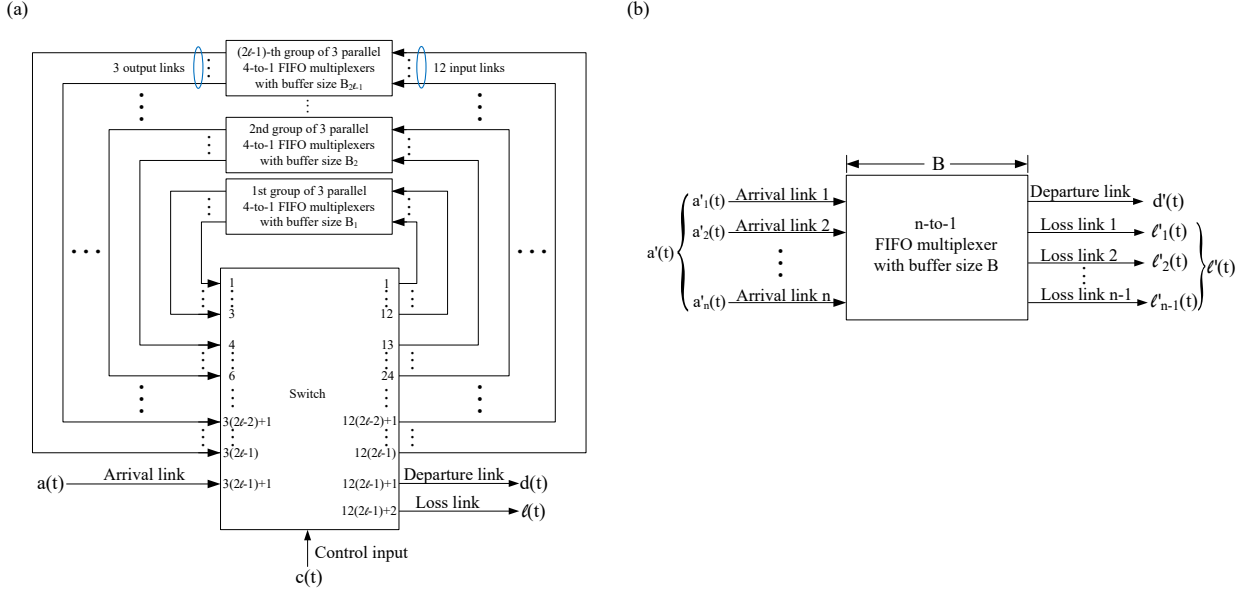 (a)
(2ℓ-1)-th group of 3 parallel
4-to-1 FIFO multiplexers
with buffer size B2ℓ-1
3 output links
12 input links
2nd group of 3 parallel
4-to-1 FIFO multiplexers
with buffer size B2
1st group of 3 parallel
4-to-1 FIFO multiplexers
with buffer size B1
1
1
3
12
4
13
6
24
Switch
3(2ℓ-2)+1
12(2ℓ-2)+1
3(2ℓ-1)
12(2ℓ-1)
a(t)
Arrival link
3(2ℓ-1)+1
12(2ℓ-1)+1
Departure link
d(t)
12(2ℓ-1)+2
Loss link
ℓ(t)
Control input
c(t)
(b)
B
a'(t)
a'1(t)
Arrival link 1
a'2(t)
Arrival link 2
a'n(t)
Arrival link n
n-to-1
FIFO multiplexer
with buffer size B
Departure link
d'(t)
Loss link 1
ℓ'1(t)
Loss link 2
ℓ'2(t)
Loss link n-1
ℓ'n-1(t)
ℓ'(t)